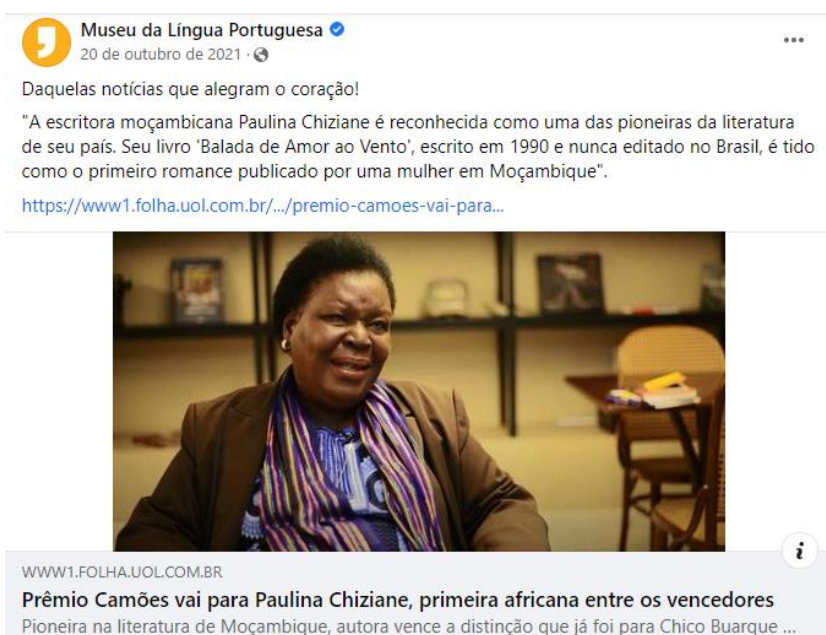 Museu da Língua Portuguesa
20 de outubro de 2021 ·
Daquelas notícias que alegram o coração!
"A escritora moçambicana Paulina Chiziane é reconhecida como uma das pioneiras da literatura
de seu país. Seu livro 'Balada de Amor ao Vento', escrito em 1990 e nunca editado no Brasil, é tido
como o primeiro romance publicado por uma mulher em Moçambique".
https://www1.folha.uol.com.br/.../premio-camoes-vai-para...
WWW1.FOLHA.UOL.COM.BR
Prêmio Camões vai para Paulina Chiziane, primeira africana entre os vencedores
Pioneira na literatura de Moçambique, autora vence a distinção que já foi para Chico Buarque ...